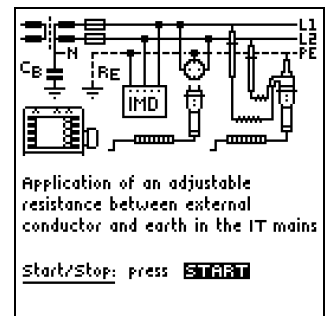 L1
L2
N
PE
CB
RE
IMD
Application of an adjustable
resistance between external
conductor and earth in the IT mains
Start/Stop: press START